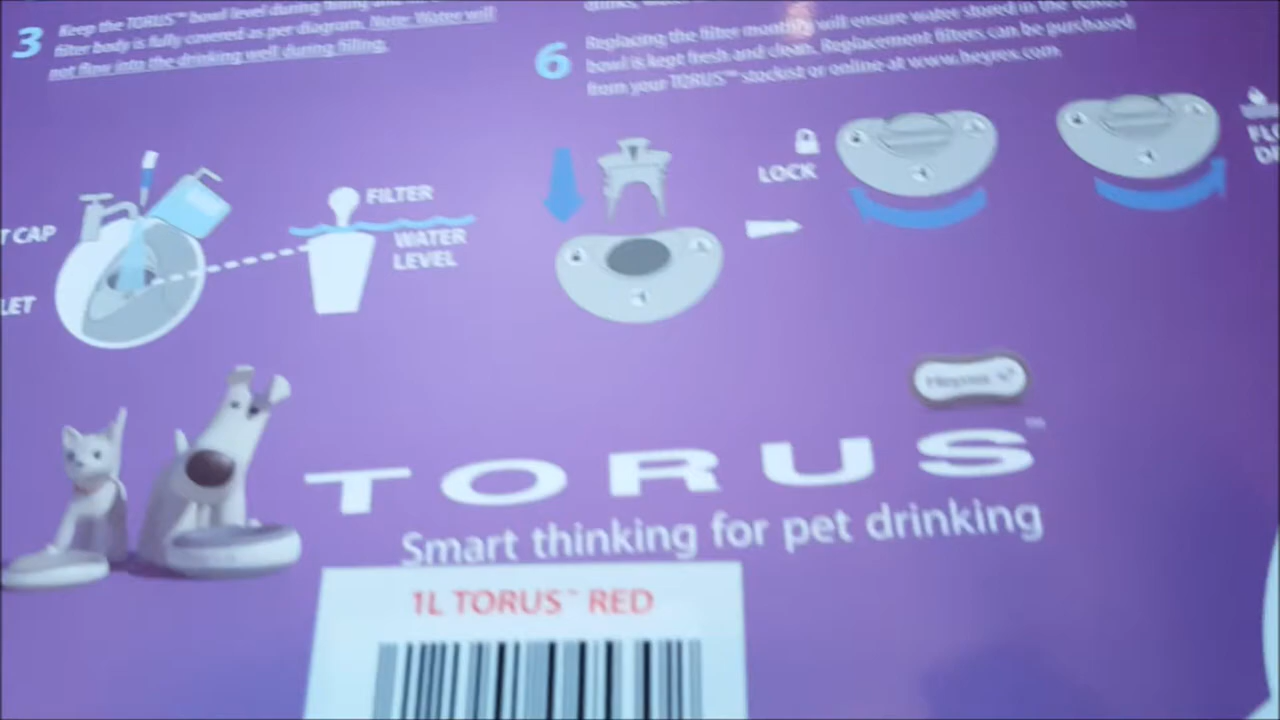 3
Keep the TORUS™ bowl level during filling and
filter body is fully covered as per diagram. Note: Water will
not flow into the drinking well during filling.
6
Replacing the filter monthly will ensure water stored in the
bowl is kept fresh and clean. Replacement filters can be purchased
from your TORUS™ stockist or online at www.heyrex.com
T CAP
LET
FILTER
WATER
LEVEL
LOCK
Heyrex
TORUS™
Smart thinking for pet drinking
1L TORUS™ RED